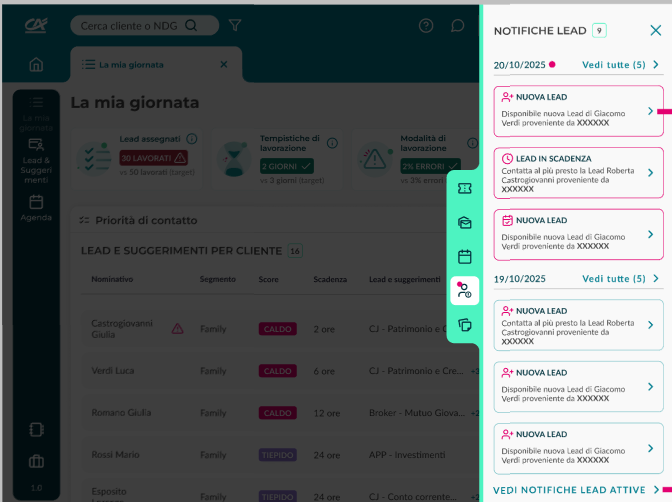 CA
Cerca cliente o NDG
La mia giornata
La mia giornata
La mia
giornata
Lead &
Suggeri
menti
Agenda
1.0
Lead assegnati
30 LAVORATI
vs 50 lavorati (target)
Tempistiche di
lavorazione
2 GIORNI
vs 3 giorni (target)
Modalità di
lavorazione
2% ERRORI
vs 3% errori
Priorità di contatto
LEAD E SUGGERIMENTI PER CLIENTE 16
Nominativo Segmento Score Scadenza Lead e suggerimenti
Castrogiovanni
Giulia
Family CALDO 2 ore CJ - Patrimonio e C
Verdi Luca Family CALDO 6 ore CJ - Patrimonio e Cre...
Romano Giulia Family CALDO 12 ore Broker - Mutuo Giova...
Rossi Mario Family TIEPIDO 24 ore APP - Investimenti
Esposito
Family TIEPIDO 24 ore CJ - Conto corrente...
NOTIFICHE LEAD 9
20/10/2025 Vedi tutte (5)
NUOVA LEAD
Disponibile nuova Lead di Giacomo
Verdi proveniente da XXXXXX
LEAD IN SCADENZA
Contatta al più presto la Lead Roberta
Castrogiovanni proveniente da
XXXXXX
NUOVA LEAD
Disponibile nuova Lead di Giacomo
Verdi proveniente da XXXXXX
19/10/2025 Vedi tutte (5)
NUOVA LEAD
Contatta al più presto la Lead Roberta
Castrogiovanni proveniente da
XXXXXX
NUOVA LEAD
Disponibile nuova Lead di Giacomo
Verdi proveniente da XXXXXX
NUOVA LEAD
Disponibile nuova Lead di Giacomo
Verdi proveniente da XXXXXX
VEDI NOTIFICHE LEAD ATTIVE